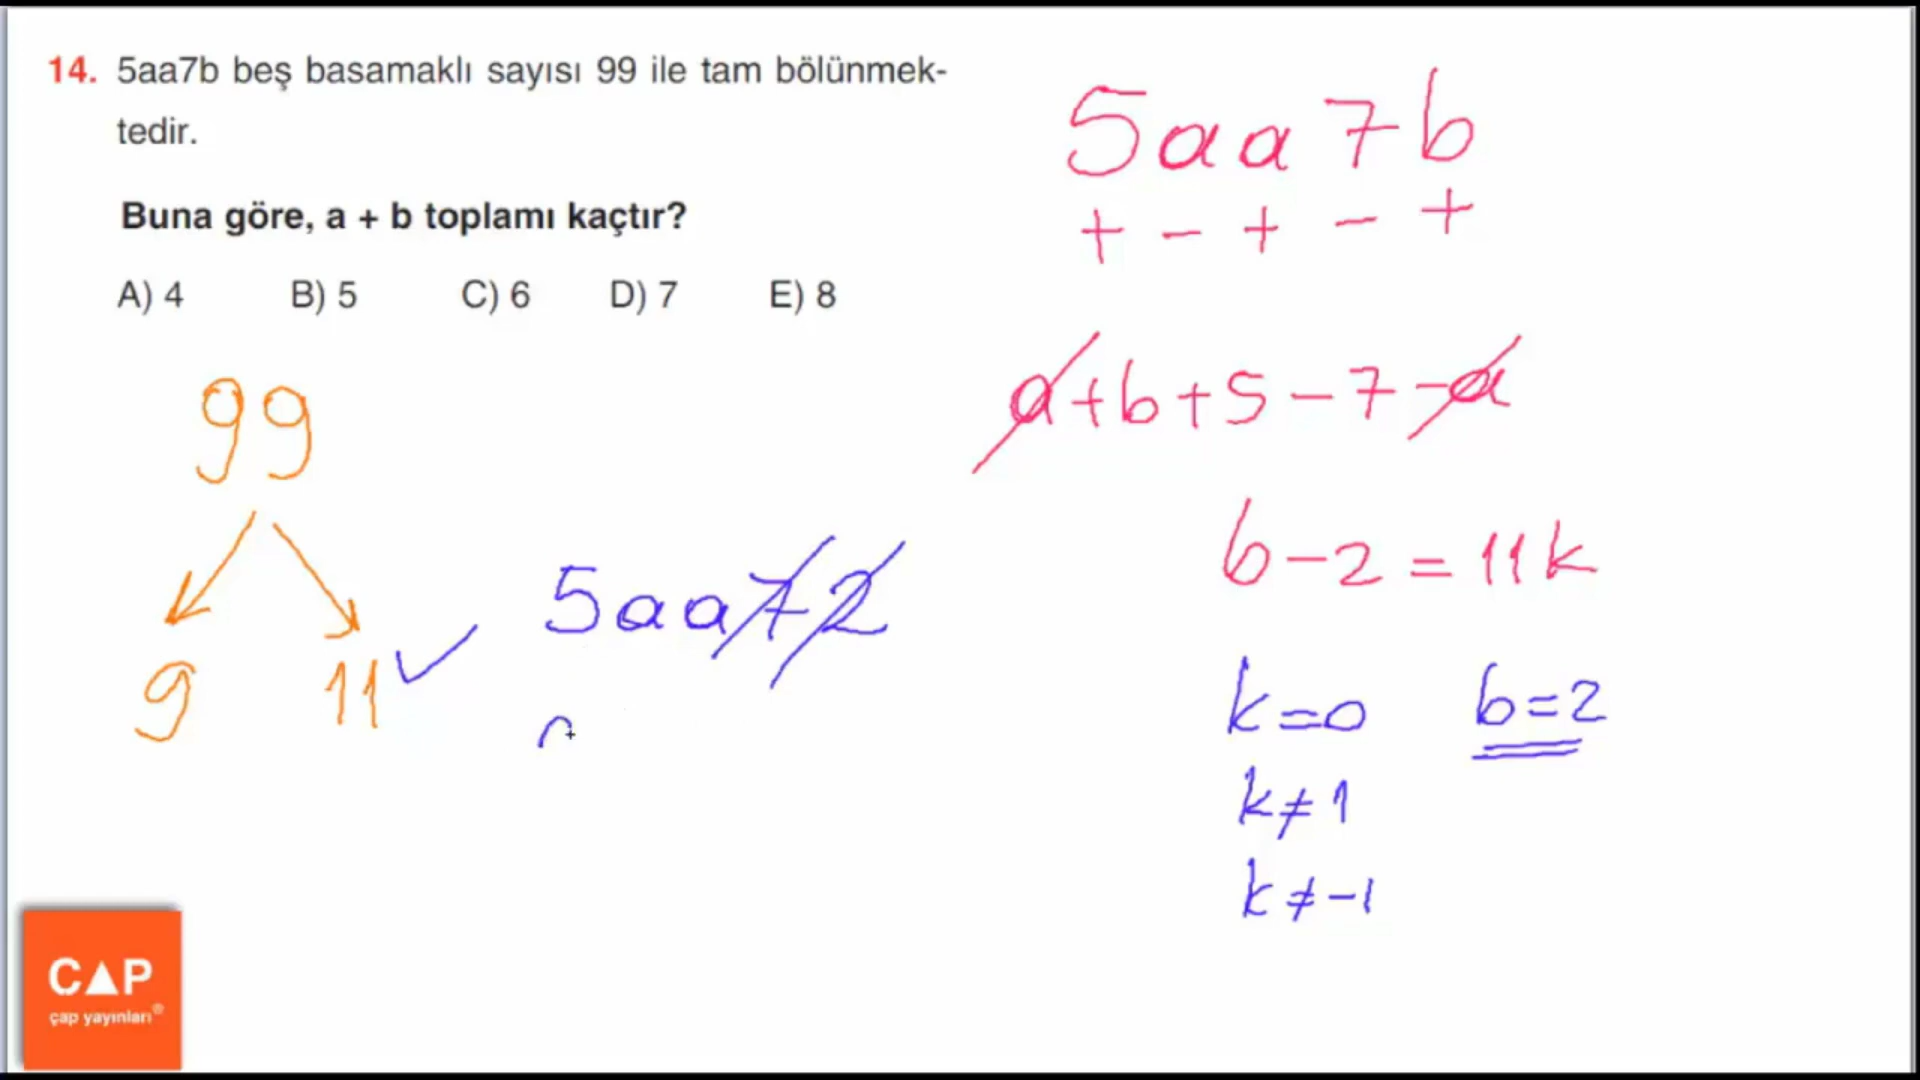 14. 5aa7b beş basamaklı sayısı 99 ile tam bölünmek-
tedir.
Buna göre, a + b toplamı kaçtır?
A) 4 B) 5 C) 6 D) 7 E) 8
5aa7b
+ - + - +
a+b+5-7-a
b-2=11k
k=0 b=2
k≠1
k≠-1
99
9 11
5aa72
ÇAP
çap yayınları®